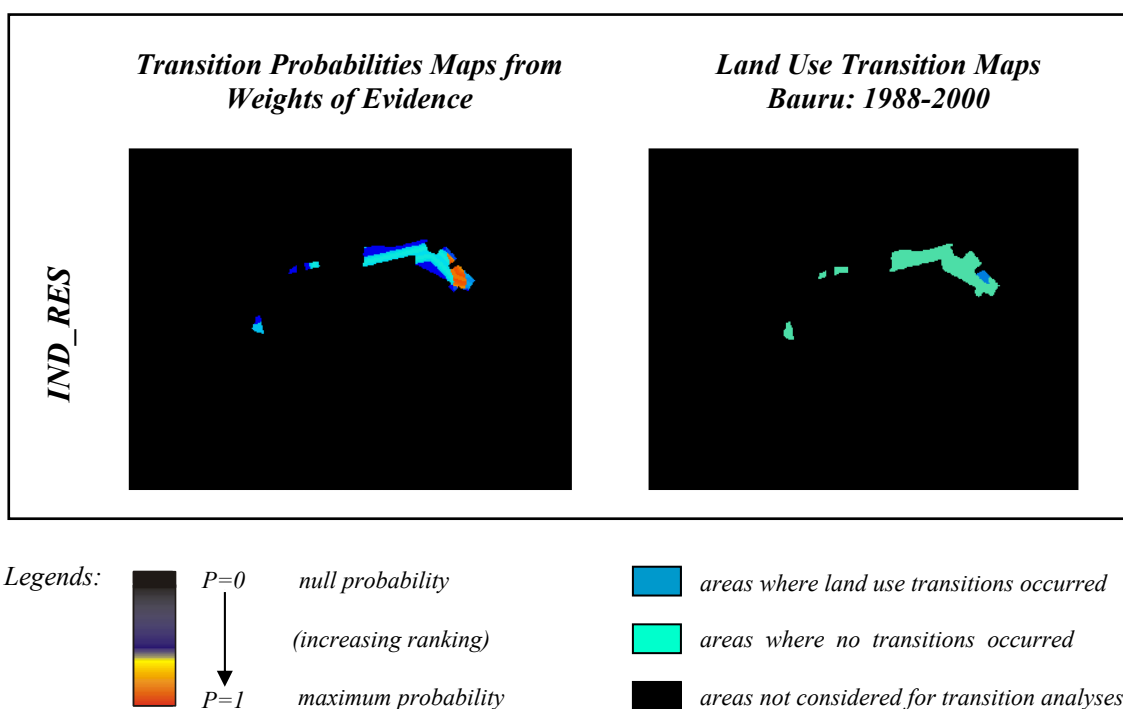 Transition Probabilities Maps from
Weights of Evidence
Land Use Transition Maps
Bauru: 1988-2000
IND_RES
Legends:
P=0
null probability
(increasing ranking)
P=1
maximum probability
areas where land use transitions occurred
areas where no transitions occurred
areas not considered for transition analyses